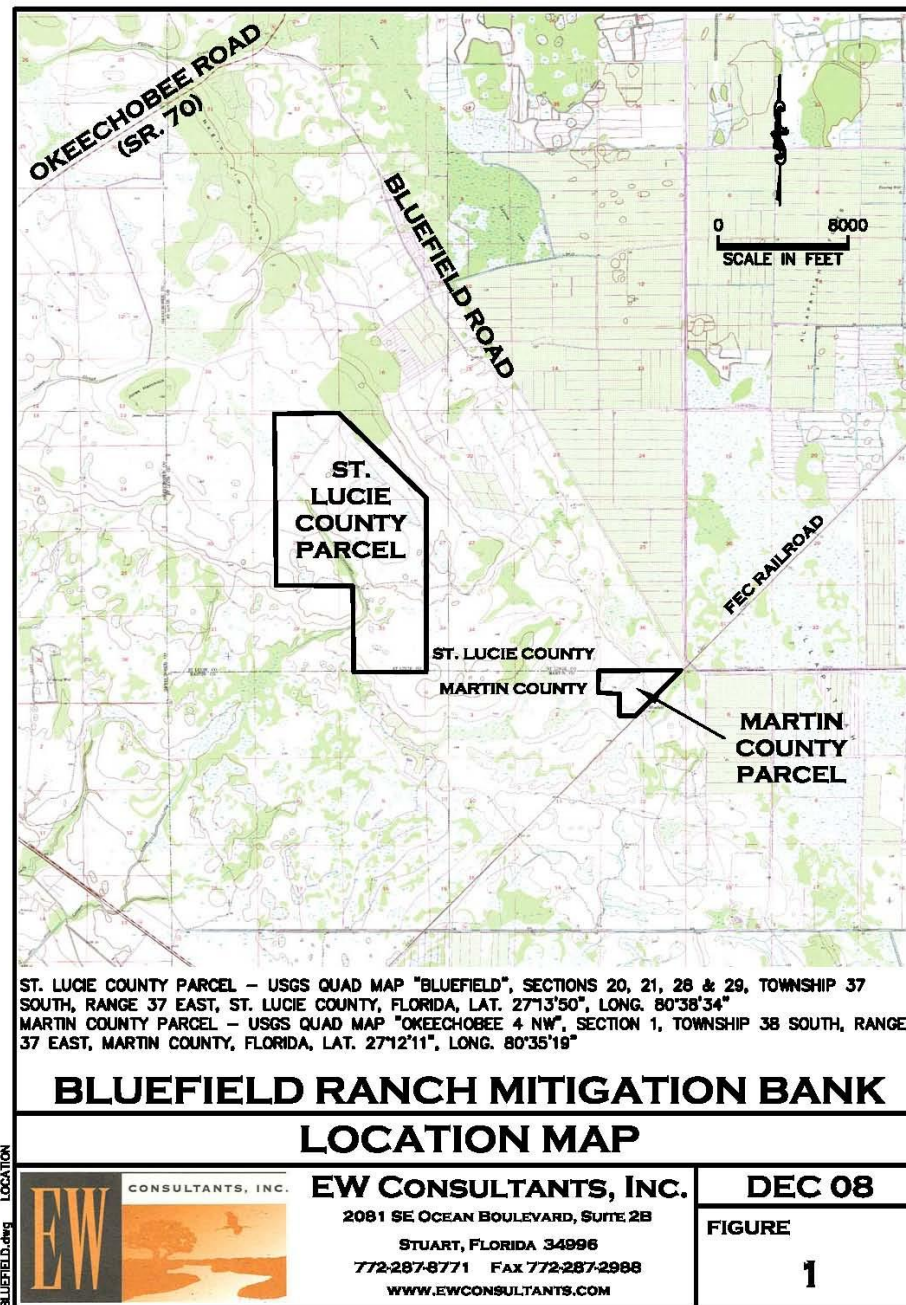 OKEECHOBEE ROAD
(SR. 70)
BLUEFIELD ROAD
0 8000
SCALE IN FEET
ST.
LUCIE
COUNTY
PARCEL
FEC RAILROAD
ST. LUCIE COUNTY
MARTIN COUNTY
MARTIN
COUNTY
PARCEL
ST. LUCIE COUNTY PARCEL – USGS QUAD MAP "BLUEFIELD", SECTIONS 20, 21, 28 & 29, TOWNSHIP 37
SOUTH, RANGE 37 EAST, ST. LUCIE COUNTY, FLORIDA, LAT. 27°13'50", LONG. 80°38'34"
MARTIN COUNTY PARCEL – USGS QUAD MAP "OKEECHOBEE 4 NW", SECTION 1, TOWNSHIP 38 SOUTH, RANGE
37 EAST, MARTIN COUNTY, FLORIDA, LAT. 27°12'11", LONG. 80°35'19"
BLUEFIELD RANCH MITIGATION BANK
LOCATION MAP
BLUEFIELD.dwg LOCATION
EW
CONSULTANTS, INC.
EW CONSULTANTS, INC.
2081 SE OCEAN BOULEVARD, SUITE 2B
STUART, FLORIDA 34996
772-287-8771 FAX 772-287-2988
WWW.EWCONSULTANTS.COM
DEC 08
FIGURE
1